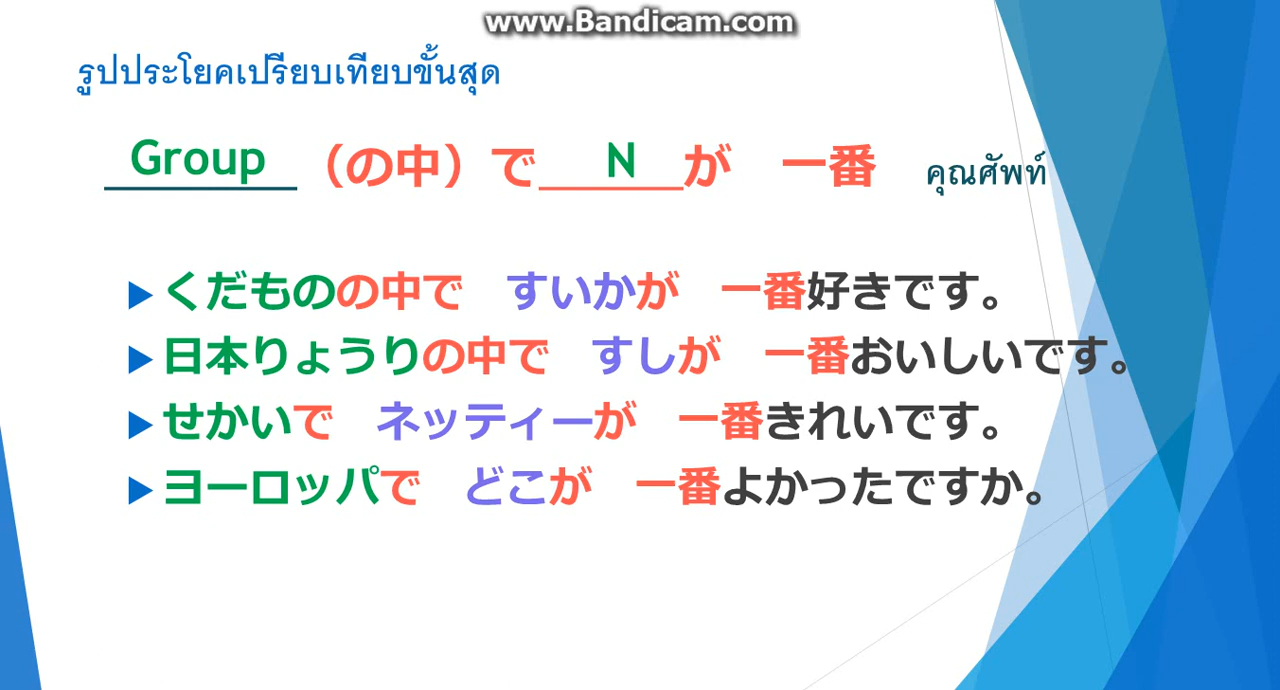 www.Bandicam.com
รูปประโยคเปรียบเทียบขั้นสุด
Group （の中）で N が　一番　คุณศัพท์
くだものの中で　すいかが　一番好きです。
日本りょうりの中で　すしが　一番おいしいです。
せかいで　ネッティーが　一番きれいです。
ヨーロッパで　どこが　一番よかったですか。